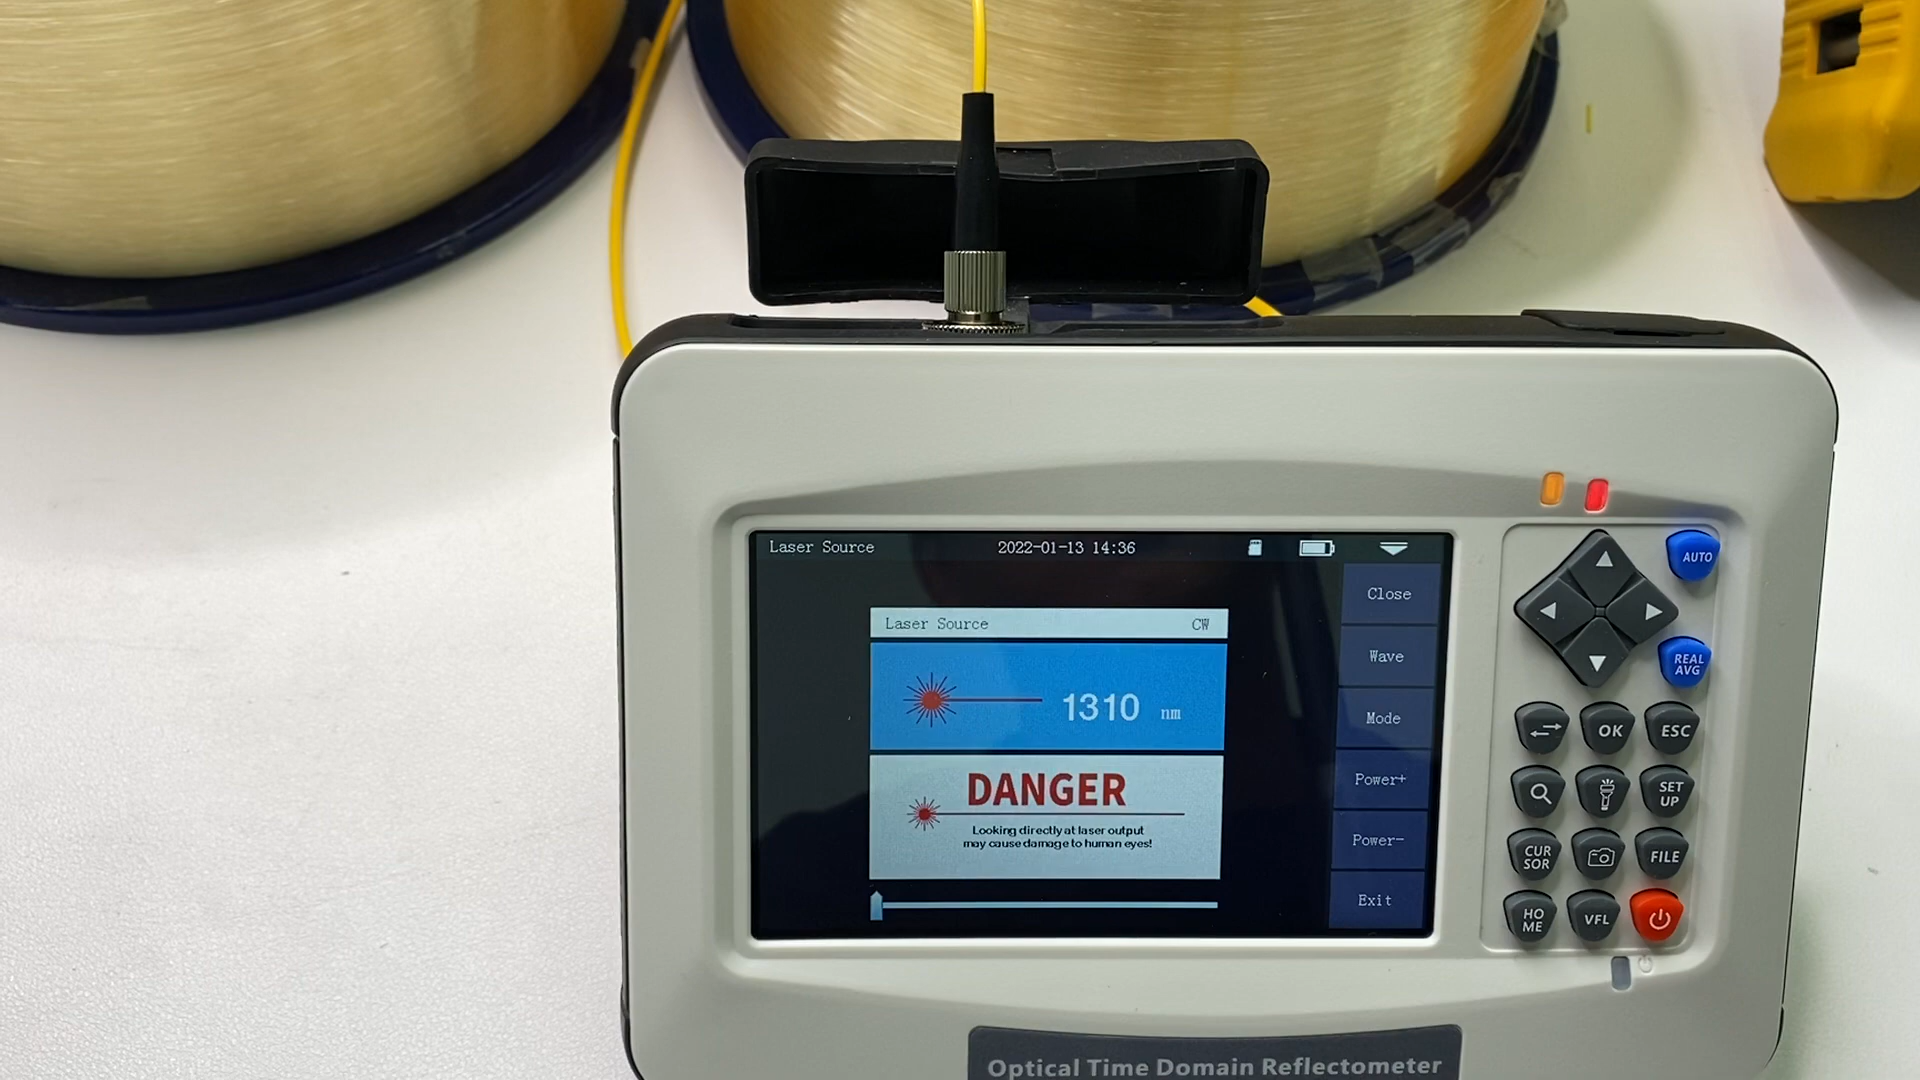 Laser Source 2022-01-13 14:36
Close
Wave
Mode
Power+
Power-
Exit
Laser Source CW
1310 nm
DANGER
Looking directly at laser output
may cause damage to human eyes!
AUTO
REAL
AVG
OK
ESC
SET
UP
CUR
SOR
FILE
HO
ME
VFL
Optical Time Domain Reflectometer